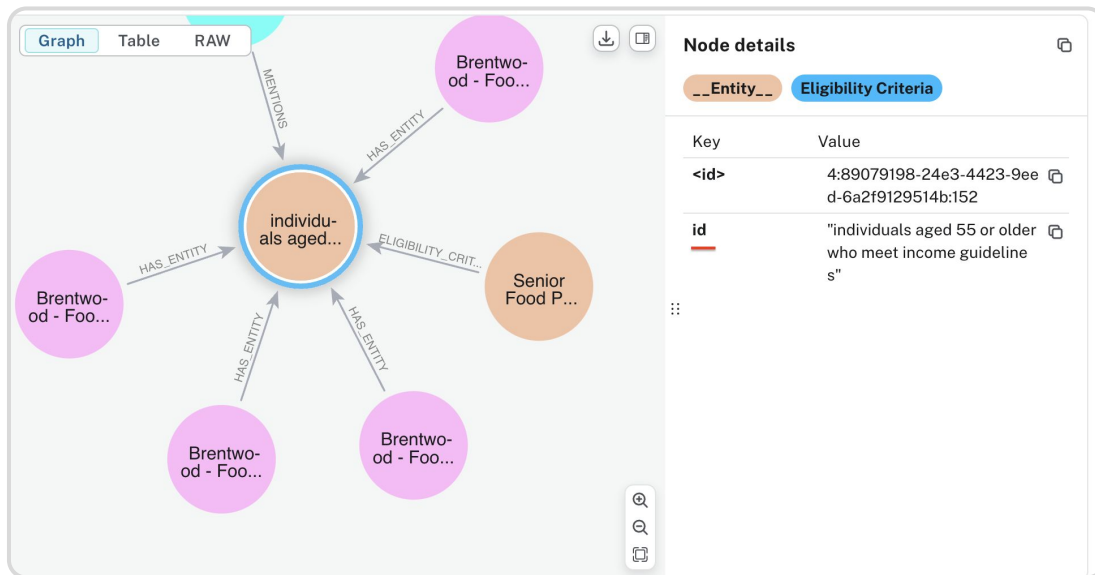 Graph Table RAW
MENTIONS
Brentwo-
od - Foo...
HAS_ENTITY
individu-
als aged...
ELIGIBILITY_CRIT...
Senior
Food P...
HAS_ENTITY
Brentwo-
od - Foo...
HAS_ENTITY
Brentwo-
od - Foo...
HAS_ENTITY
Brentwo-
od - Foo...
Node details
__Entity__ Eligibility Criteria
Key Value
<id> 4:89079198-24e3-4423-9ee
d-6a2f9129514b:152
id "individuals aged 55 or older
who meet income guideline
s"